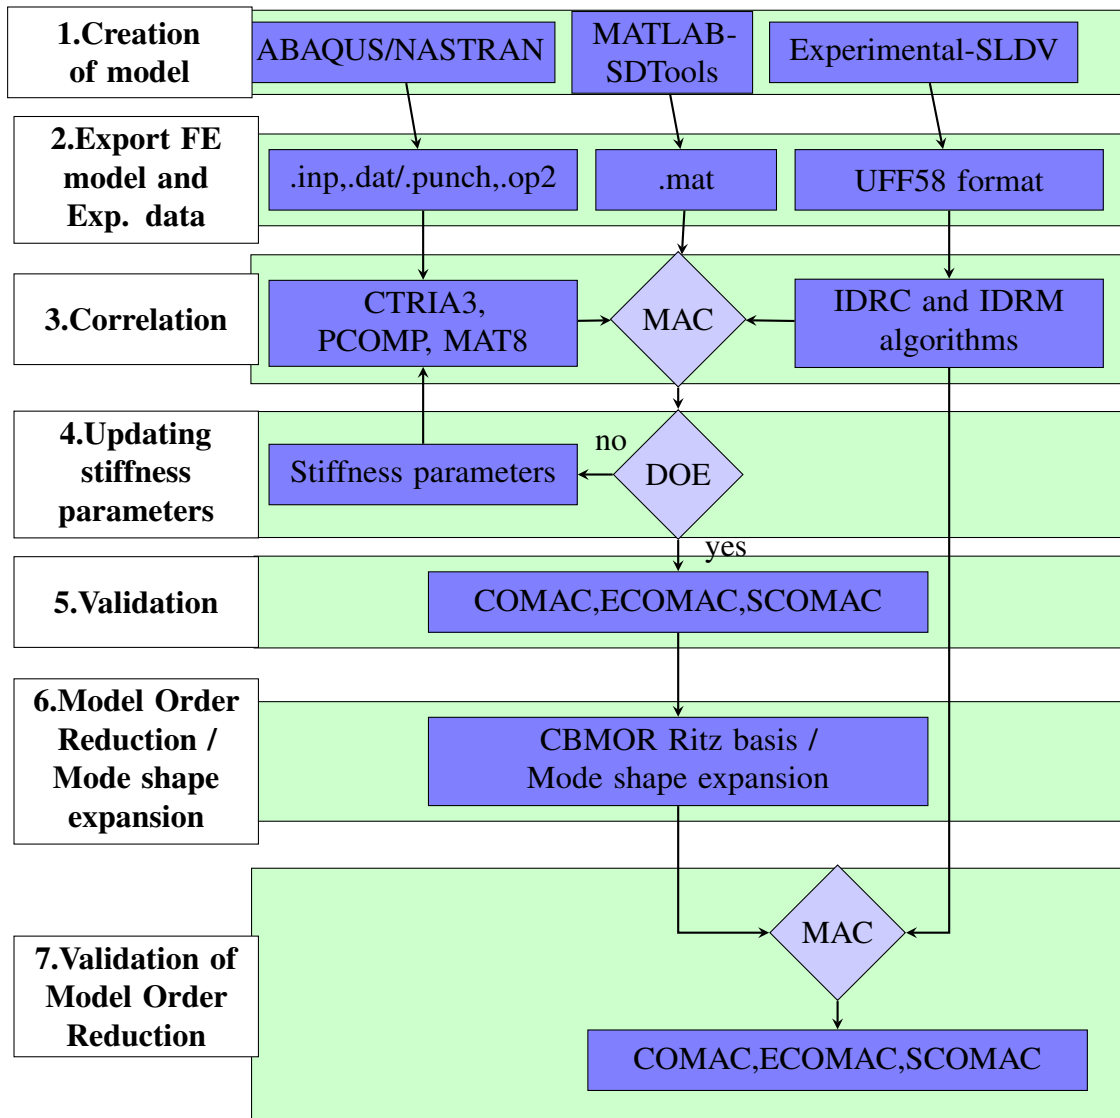 1.Creation
of model
ABAQUS/NASTRAN
MATLAB-
SDTools
Experimental-SLDV
2.Export FE
model and
Exp. data
.inp,.dat/.punch,.op2
.mat
UFF58 format
3.Correlation
CTRIA3,
PCOMP, MAT8
MAC
IDRC and IDRM
algorithms
4.Updating
stiffness
parameters
Stiffness parameters
no
DOE
yes
5.Validation
COMAC,ECOMAC,SCOMAC
6.Model Order
Reduction /
Mode shape
expansion
CBMOR Ritz basis /
Mode shape expansion
7.Validation of
Model Order
Reduction
MAC
COMAC,ECOMAC,SCOMAC